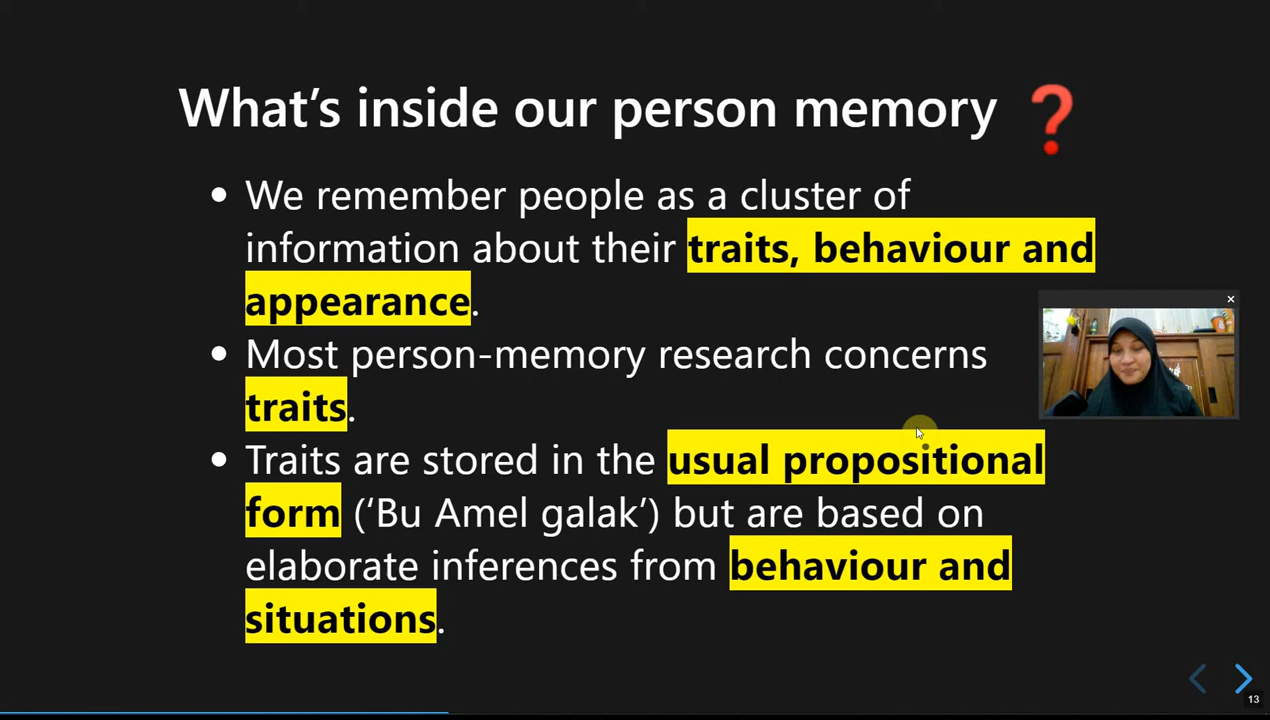 What’s inside our person memory ❓
• We remember people as a cluster of
information about their traits, behaviour and
appearance.
• Most person-memory research concerns
traits.
• Traits are stored in the usual propositional
form (‘Bu Amel galak’) but are based on
elaborate inferences from behaviour and
situations.
13